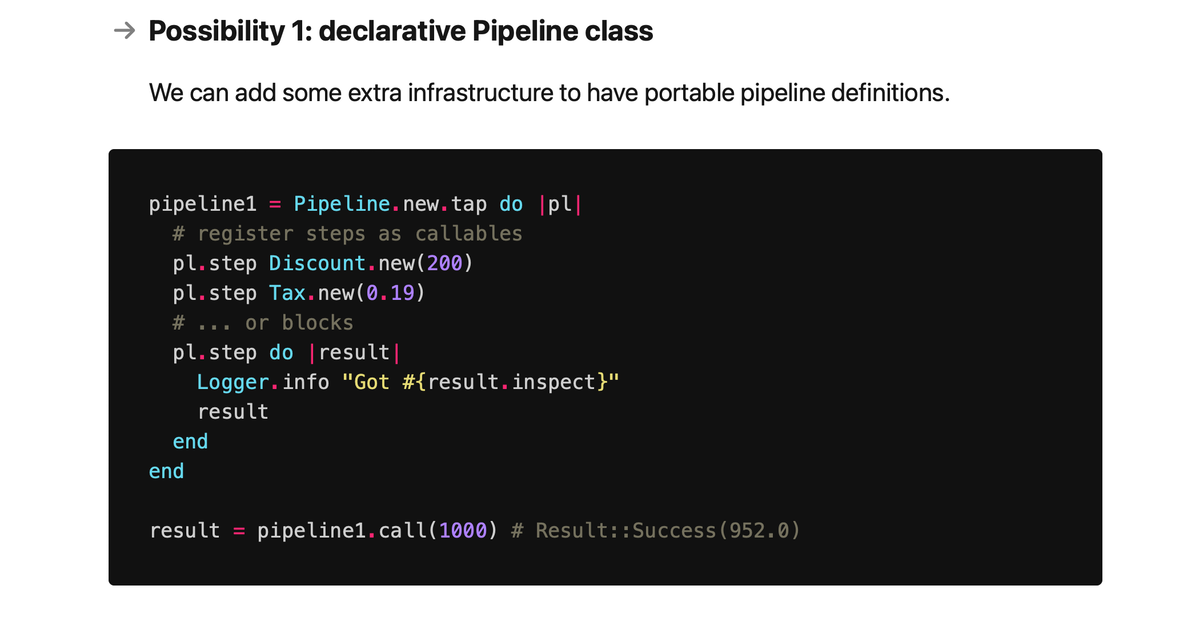 → Possibility 1: declarative Pipeline class
We can add some extra infrastructure to have portable pipeline definitions.
pipeline1 = Pipeline.new.tap do |pl|
  # register steps as callables
  pl.step Discount.new(200)
  pl.step Tax.new(0.19)
  # ... or blocks
  pl.step do |result|
    Logger.info "Got #{result.inspect}"
    result
  end
end
result = pipeline1.call(1000) # Result::Success(952.0)